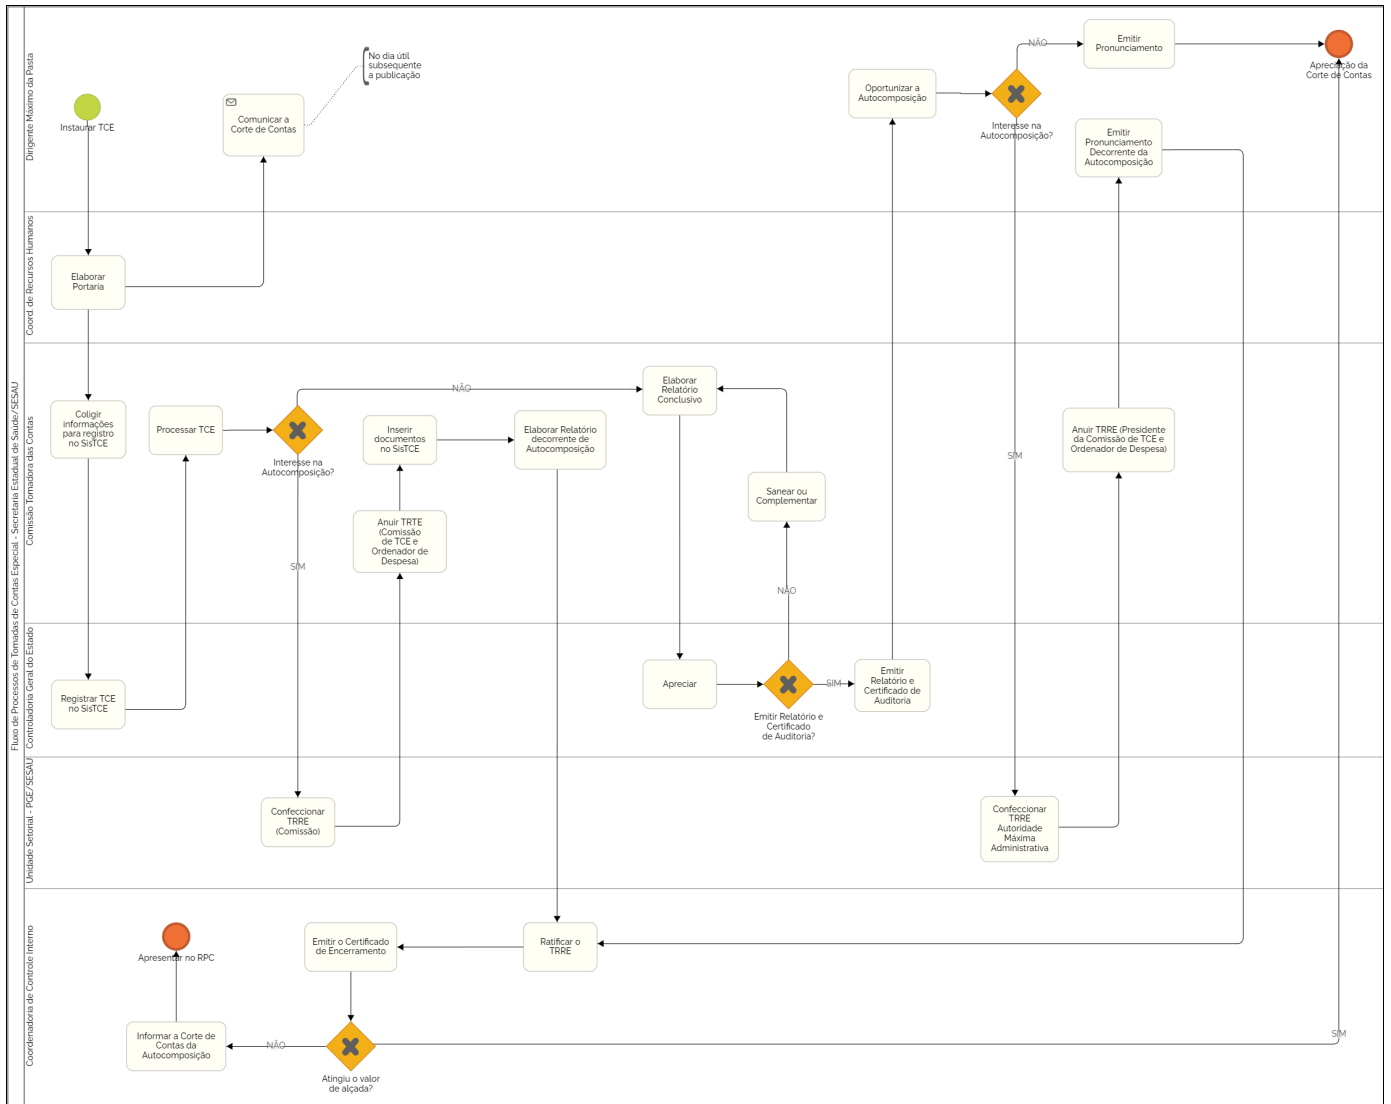 Fluxo de Processos de Tomadas de Contas Especial - Secretaria Estadual de Saúde/SESAU
Dirigente Máximo da Pasta
Instaurar TCE
Comunicar a
Corte de Contas
No dia útil
subsequente
a publicação
Oportunizar a
Autocomposição
Interesse na
Autocomposição?
NÃO
Emitir
Pronunciamento
Apreciação da
Corte de Contas
Emitir
Pronunciamento
Decorrente da
Autocomposição
Coord. de Recursos Humanos
Elaborar
Portaria
Comissão Tomadora das Contas
Coligir
informações
para registro
no SisTCE
Processar TCE
Interesse na
Autocomposição?
NÃO
SIM
Inserir
documentos
no SisTCE
Anuir TRTE
(Comissão
de TCE e
Ordenador de
Despesa)
Elaborar Relatório
decorrente de
Autocomposição
Elaborar
Relatório
Conclusivo
Sanear ou
Complementar
NÃO
SIM
Anuir TRRE (Presidente
da Comissão de TCE e
Ordenador de Despesa)
Controladoria Geral do Estado
Registrar TCE
no SisTCE
Apreciar
Emitir Relatório e
Certificado
de Auditoria?
SIM
Emitir
Relatório e
Certificado de
Auditoria
Unidade Setorial - PGE/SESAU
Confeccionar
TRRE
(Comissão)
Confeccionar
TRRE
Autoridade
Máxima
Administrativa
Coordenadoria de Controle Interno
Apresentar no RPC
Emitir o Certificado
de Encerramento
Ratificar o
TRRE
Informar a Corte de
Contas da
Autocomposição
NÃO
Atingiu o valor
de alçada?
SIM